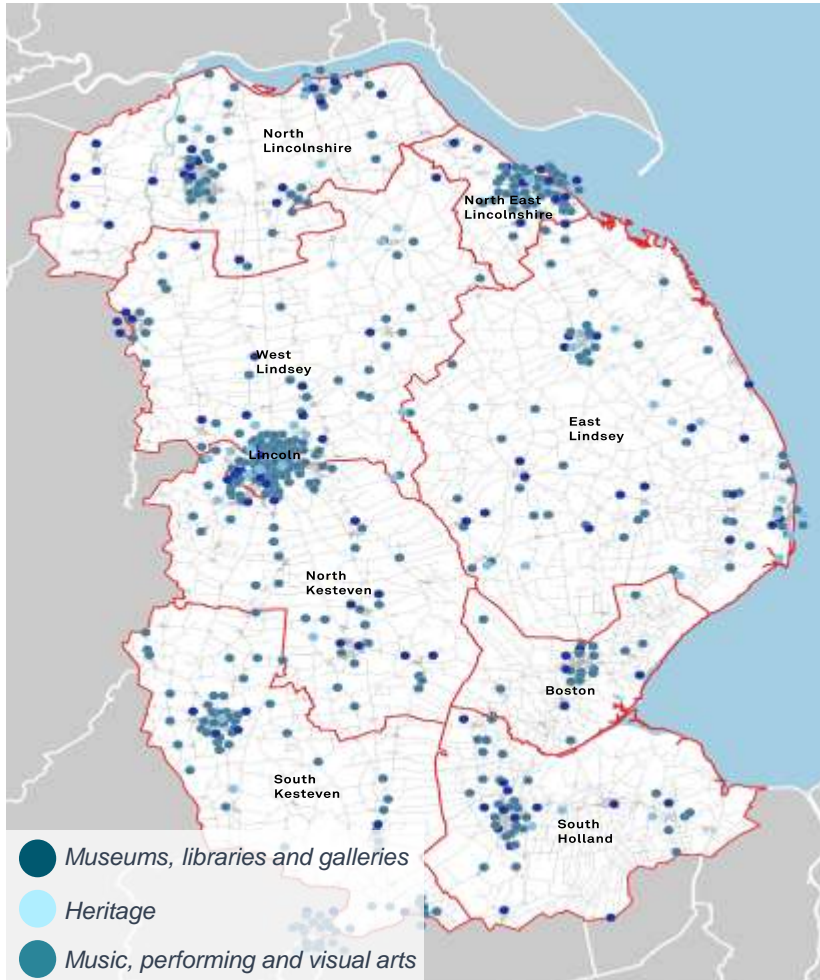 North
Lincolnshire
North East
Lincolnshire
West
Lindsey
East
Lindsey
Lincoln
North
Kesteven
Boston
South
Kesteven
South
Holland
Museums, libraries and galleries
Heritage
Music, performing and visual arts